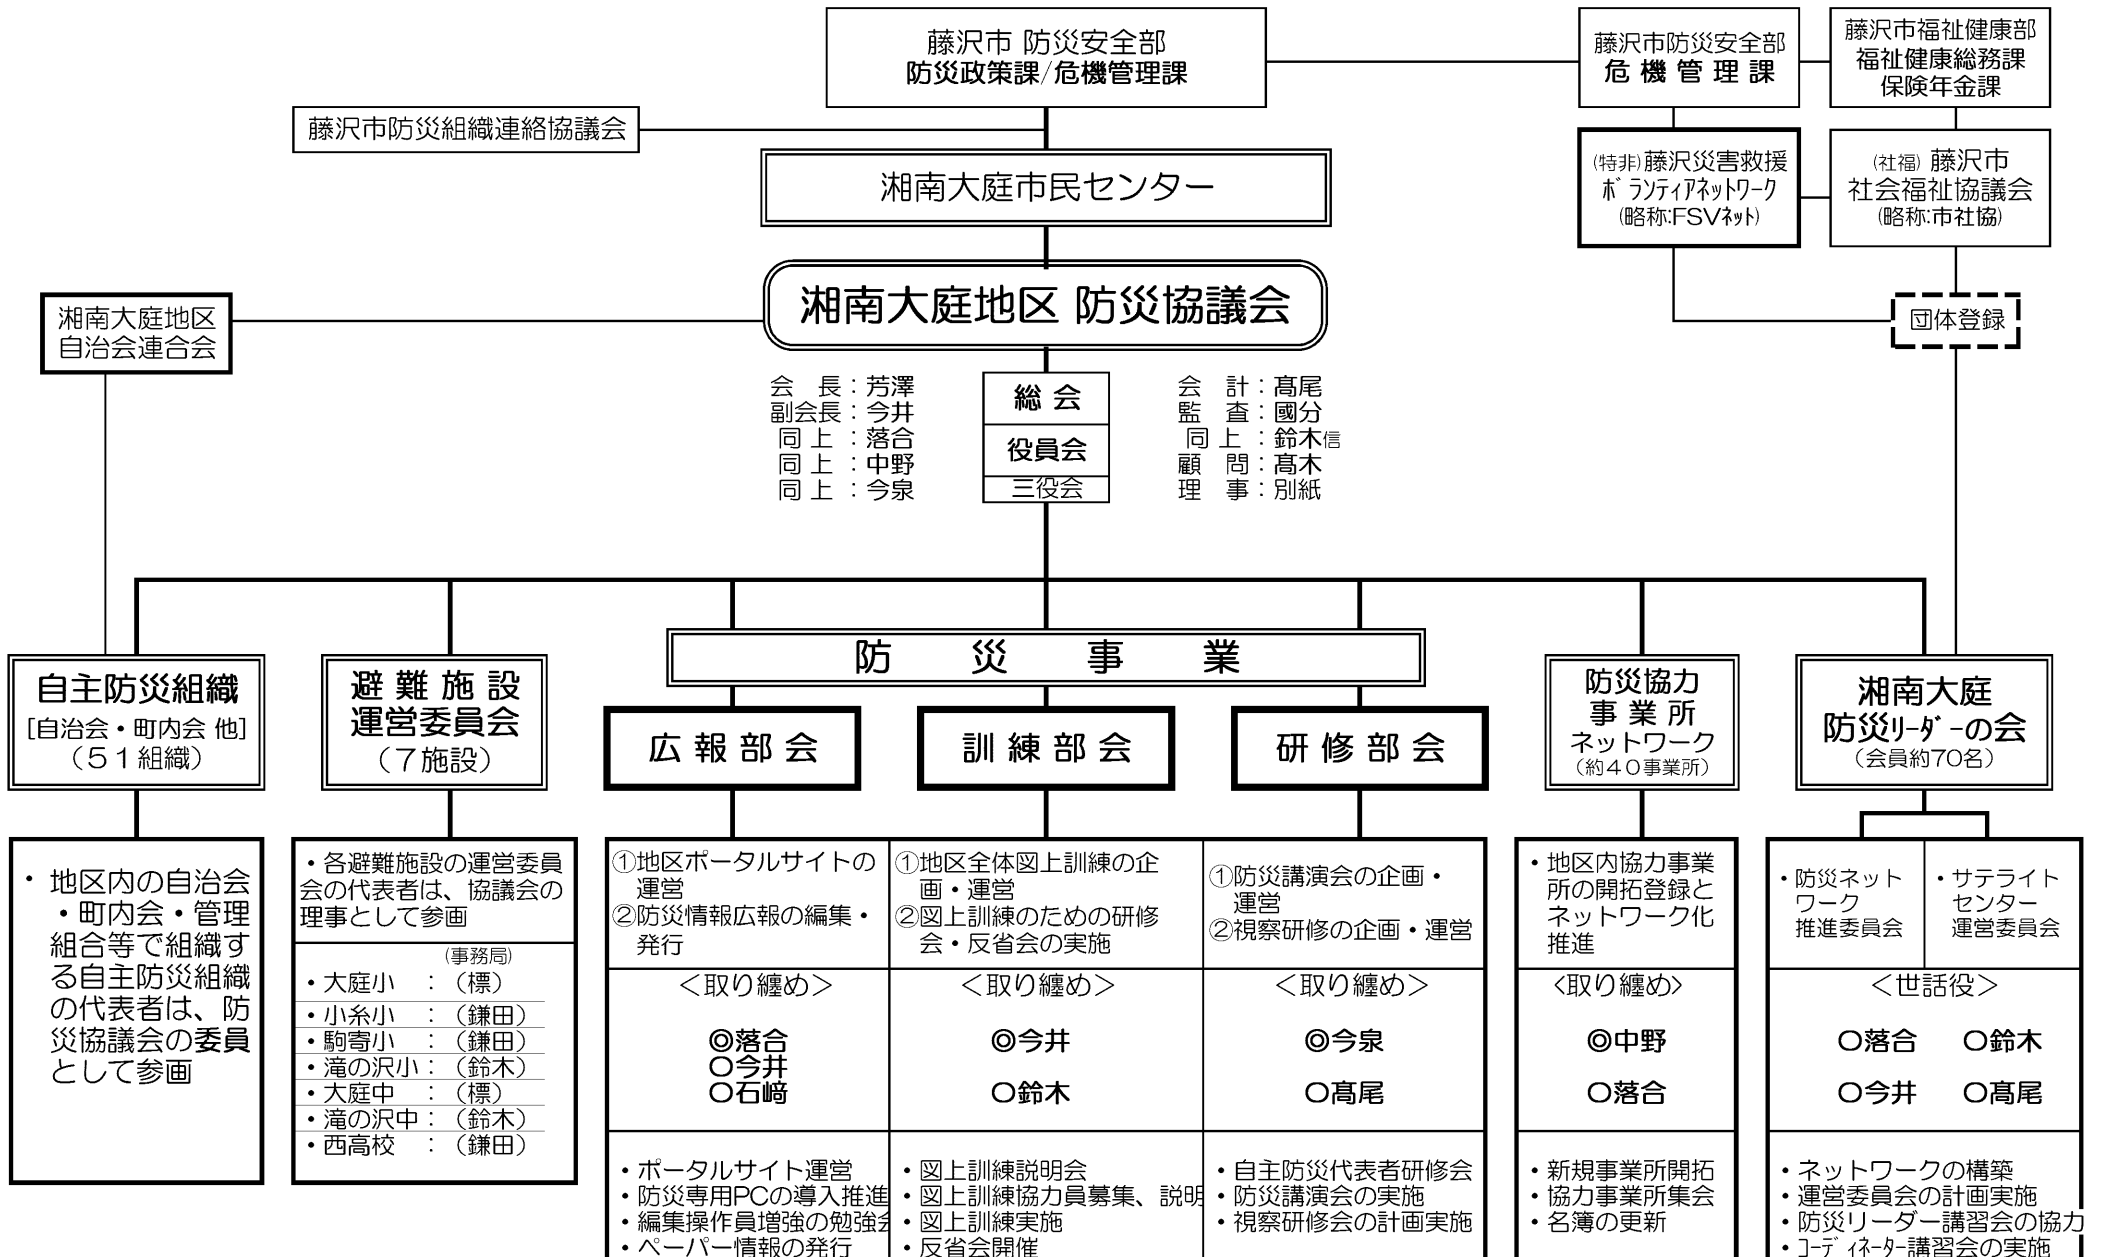 藤沢市 防災安全部
防災政策課/危機管理課
藤沢市防災安全部
危機管理課
藤沢市福祉健康部
福祉健康総務課
保険年金課
藤沢市防災組織連絡協議会
湘南大庭市民センター
(特非)藤沢災害救援
ボランティアネットワーク
(略称:FSVネット)
(社福) 藤沢市
社会福祉協議会
(略称:市社協)
湘南大庭地区 防災協議会
湘南大庭地区
自治会連合会
団体登録
会 長：芳澤
副会長：今井
同 上 ：落合
同 上 ：中野
同 上 ：今泉
総 会
役員会
三役会
会 計：髙尾
監 査：國分
同 上：鈴木信
顧 問：髙木
理 事：別紙
防 災 事 業
自主防災組織
[自治会・町内会 他]
（５１組織）
避 難 施 設
運営委員会
（７施設）
広 報 部 会
訓 練 部 会
研 修 部 会
防災協力
事 業 所
ネットワーク
（約４０事業所）
湘南大庭
防災ﾘｰﾀﾞｰの会
（会員約70名）
・ 地区内の自治会
・町内会・管理
組合等で組織す
る自主防災組織
の代表者は、防
災協議会の委員
として参画
・各避難施設の運営委員
会の代表者は、協議会の
理事として参画
(事務局)
・大庭小 ：（標）
・小糸小 ：（鎌田）
・駒寄小 ：（鎌田）
・滝の沢小：（鈴木）
・大庭中 ：（標）
・滝の沢中：（鈴木）
・西高校 ：（鎌田）
①地区ポータルサイトの
運営
②防災情報広報の編集・
発行
＜取り纏め＞
◎落合
○今井
○石﨑
・ポータルサイト運営
・防災専用PCの導入推進
・編集操作員増強の勉強会
・ペーパー情報の発行
①地区全体図上訓練の企
画・運営
②図上訓練のための研修
会・反省会の実施
＜取り纏め＞
◎今井
○鈴木
・図上訓練説明会
・図上訓練協力員募集、説明
・図上訓練実施
・反省会開催
①防災講演会の企画・
運営
②視察研修の企画・運営
＜取り纏め＞
◎今泉
○髙尾
・自主防災代表者研修会
・防災講演会の実施
・視察研修会の計画実施
・地区内協力事業
所の開拓登録と
ネットワーク化
推進
＜取り纏め＞
◎中野
○落合
・新規事業所開拓
・協力事業所集会
・名簿の更新
・防災ネット
ワーク
推進委員会
・サテライト
センター
運営委員会
＜世話役＞
○落合 ○鈴木
○今井 ○髙尾
・ネットワークの構築
・運営委員会の計画実施
・防災リーダー講習会の協力
・ｺｰﾃﾞｨﾈｰﾀｰ講習会の実施